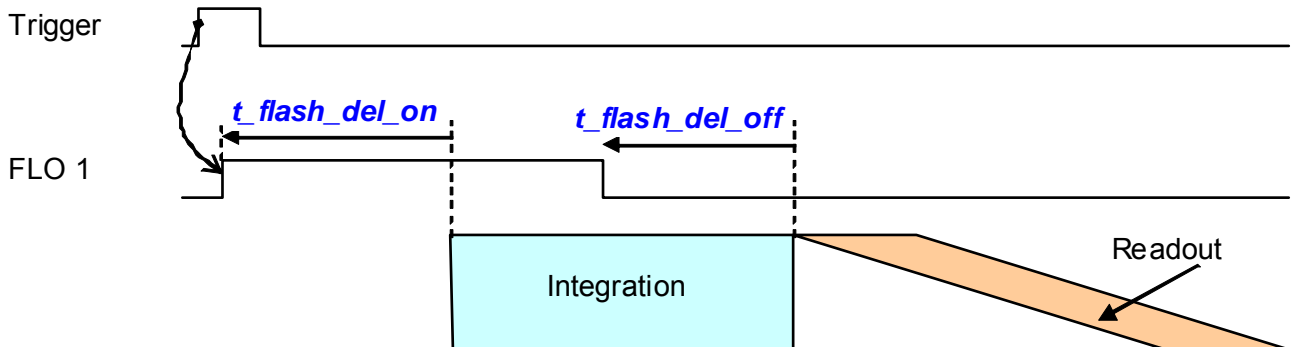 Trigger
t_flash_del_on
t_flash_del_off
FLO 1
Readout
Integration